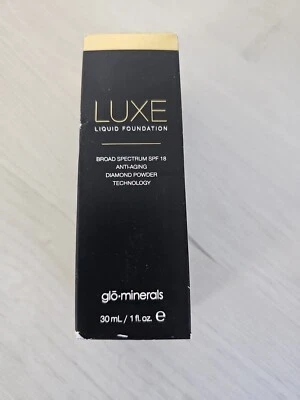 LUXE
LIQUID FOUNDATION
BROAD SPECTRUM SPF 18
ANTI-AGING
DIAMOND POWDER
TECHNOLOGY
glō·minerals
30 mL / 1 fl. oz. ℮